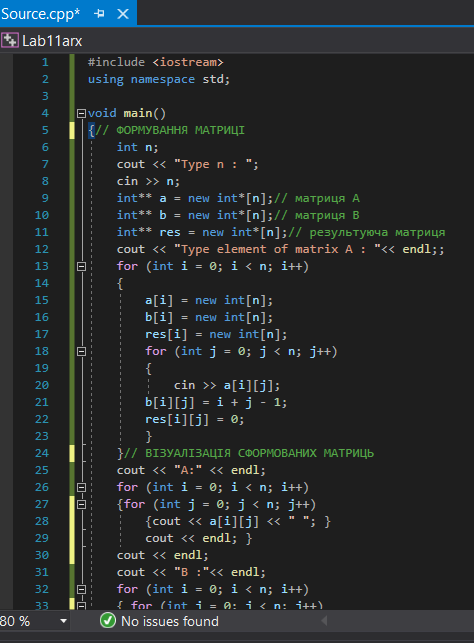 Source.cpp*
Lab11arx
1 #include <iostream>
2 using namespace std;
3
4 void main()
5 {// ФОРМУВАННЯ МАТРИЦІ
6 int n;
7 cout << "Type n : ";
8 cin >> n;
9 int** a = new int*[n];// матриця А
10 int** b = new int*[n];// матриця В
11 int** res = new int*[n];// результуюча матриця
12 cout << "Type element of matrix A : "<< endl;;
13 for (int i = 0; i < n; i++)
14 {
15 a[i] = new int[n];
16 b[i] = new int[n];
17 res[i] = new int[n];
18 for (int j = 0; j < n; j++)
19 {
20 cin >> a[i][j];
21 b[i][j] = i + j - 1;
22 res[i][j] = 0;
23 }
24 }// ВІЗУАЛІЗАЦІЯ СФОРМОВАНИХ МАТРИЦЬ
25 cout << "A:" << endl;
26 for (int i = 0; i < n; i++)
27 {for (int j = 0; j < n; j++)
28 {cout << a[i][j] << " "; }
29 cout << endl; }
30 cout << endl;
31 cout << "B :"<< endl;
32 for (int i = 0; i < n; i++)
33 { for (int j = 0; j < n; j++)
80 %
No issues found